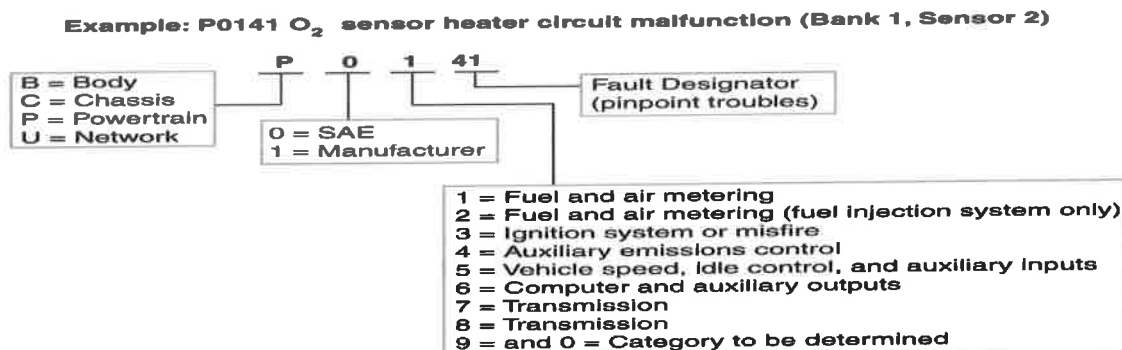 Example: P0141 O₂ sensor heater circuit malfunction (Bank 1, Sensor 2)
P 0 1 41
B = Body
C = Chassis
P = Powertrain
U = Network
Fault Designator
(pinpoint troubles)
0 = SAE
1 = Manufacturer
1 = Fuel and air metering
2 = Fuel and air metering (fuel injection system only)
3 = Ignition system or misfire
4 = Auxiliary emissions control
5 = Vehicle speed, idle control, and auxiliary inputs
6 = Computer and auxiliary outputs
7 = Transmission
8 = Transmission
9 = and 0 = Category to be determined